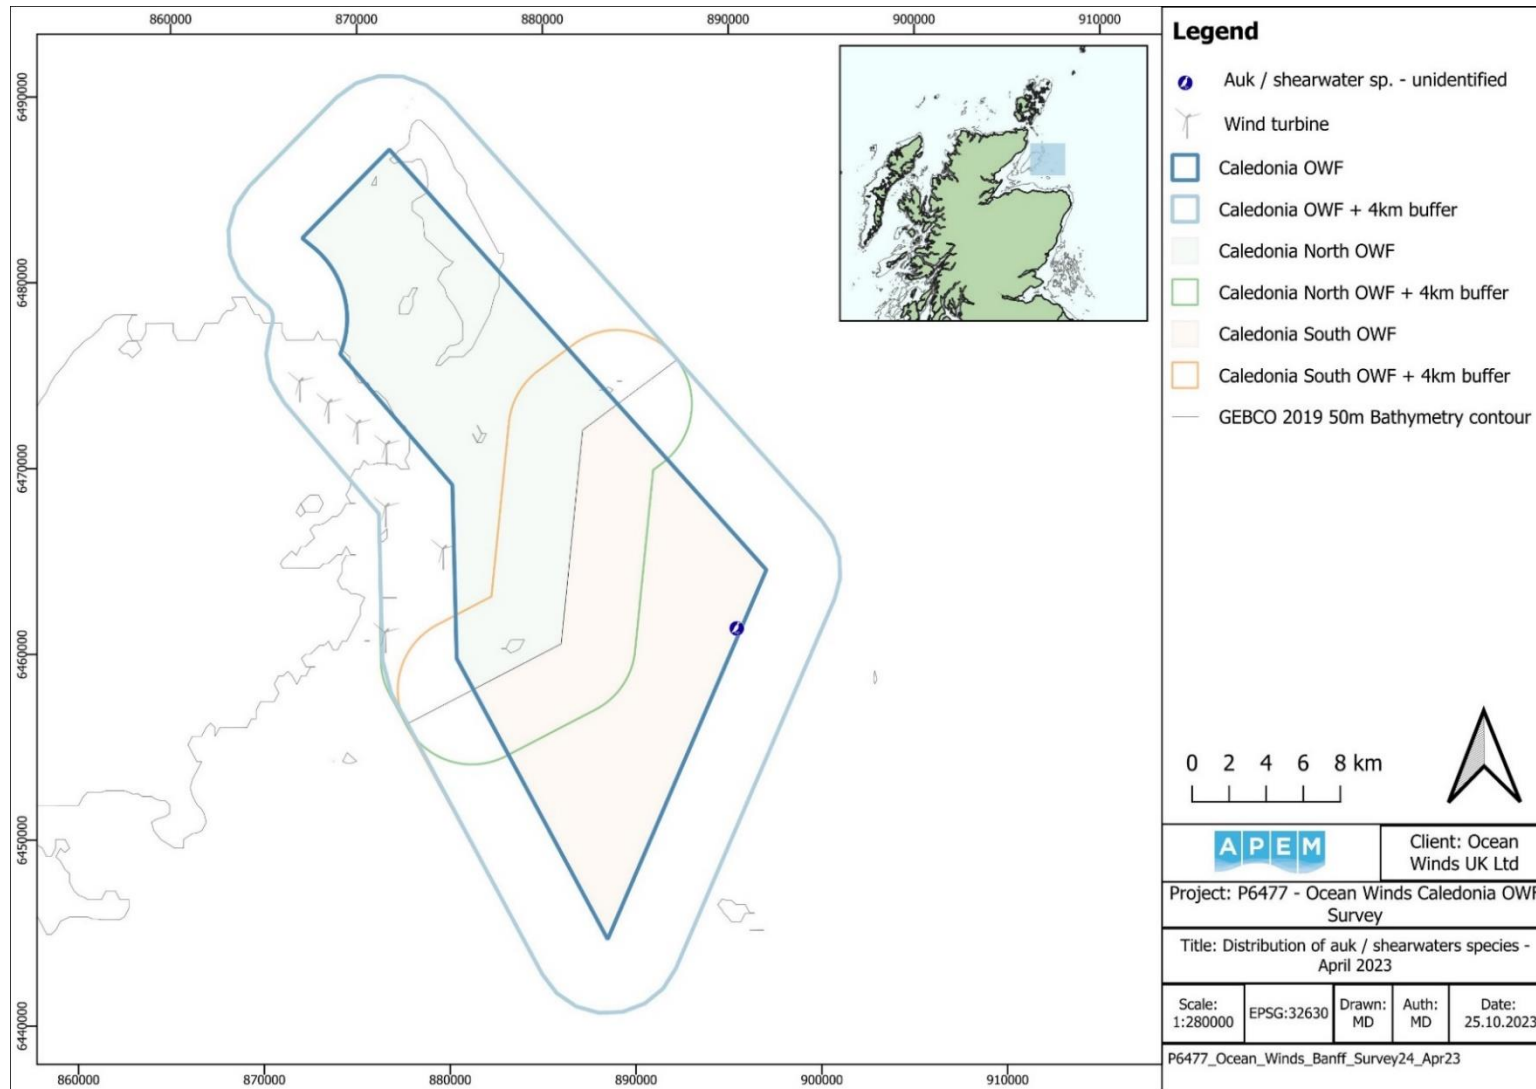 860000 870000 880000 890000 900000 910000
6490000
6480000
6470000
6460000
6450000
6440000
860000 870000 880000 890000 900000 910000
Legend
Auk / shearwater sp. - unidentified
Wind turbine
Caledonia OWF
Caledonia OWF + 4km buffer
Caledonia North OWF
Caledonia North OWF + 4km buffer
Caledonia South OWF
Caledonia South OWF + 4km buffer
GEBCO 2019 50m Bathymetry contour
0 2 4 6 8 km
APEM
Client: Ocean
Winds UK Ltd
Project: P6477 - Ocean Winds Caledonia OWF
Survey
Title: Distribution of auk / shearwaters species -
April 2023
Scale:
1:280000
EPSG:32630
Drawn:
MD
Auth:
MD
Date:
25.10.2023
P6477_Ocean_Winds_Banff_Survey24_Apr23